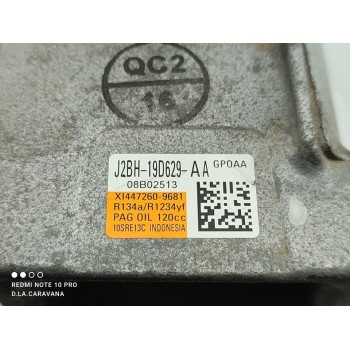 QC2
16
J2BH-19D629-AA GPOAA
08B02513
XI447260-9681
R134a/R1234yf
PAG OIL 120cc
10SRE13C INDONESIA
REDMI NOTE 10 PRO
D.LA.CARAVANA